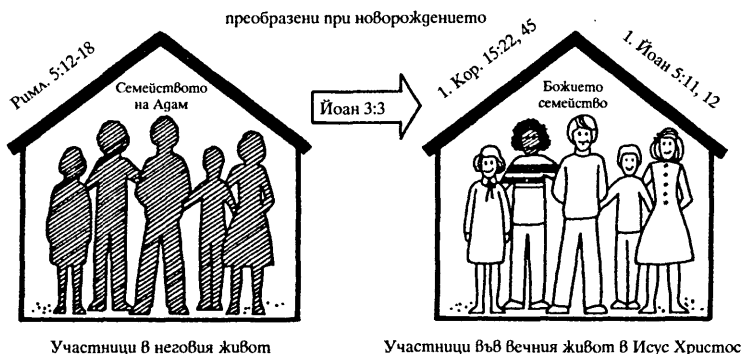 преобразени при новорождението
Римл. 5:12-18
Семейството
на Адам
Йоан 3:3
1. Кор. 15:22, 45
1. Йоан 5:11, 12
Божието
семейство
Участници в неговия живот
Участници във вечния живот в Исус Христос